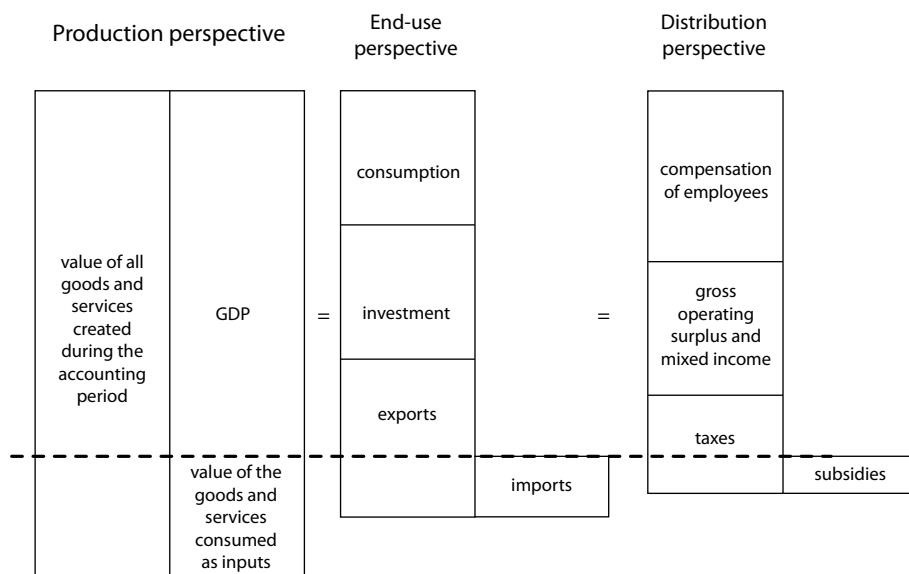 Production perspective
End-use
perspective
Distribution
perspective
value of all
goods and
services
created
during the
accounting
period
GDP
value of the
goods and
services
consumed
as inputs
=
consumption
investment
exports
imports
=
compensation
of employees
gross
operating
surplus and
mixed income
taxes
subsidies